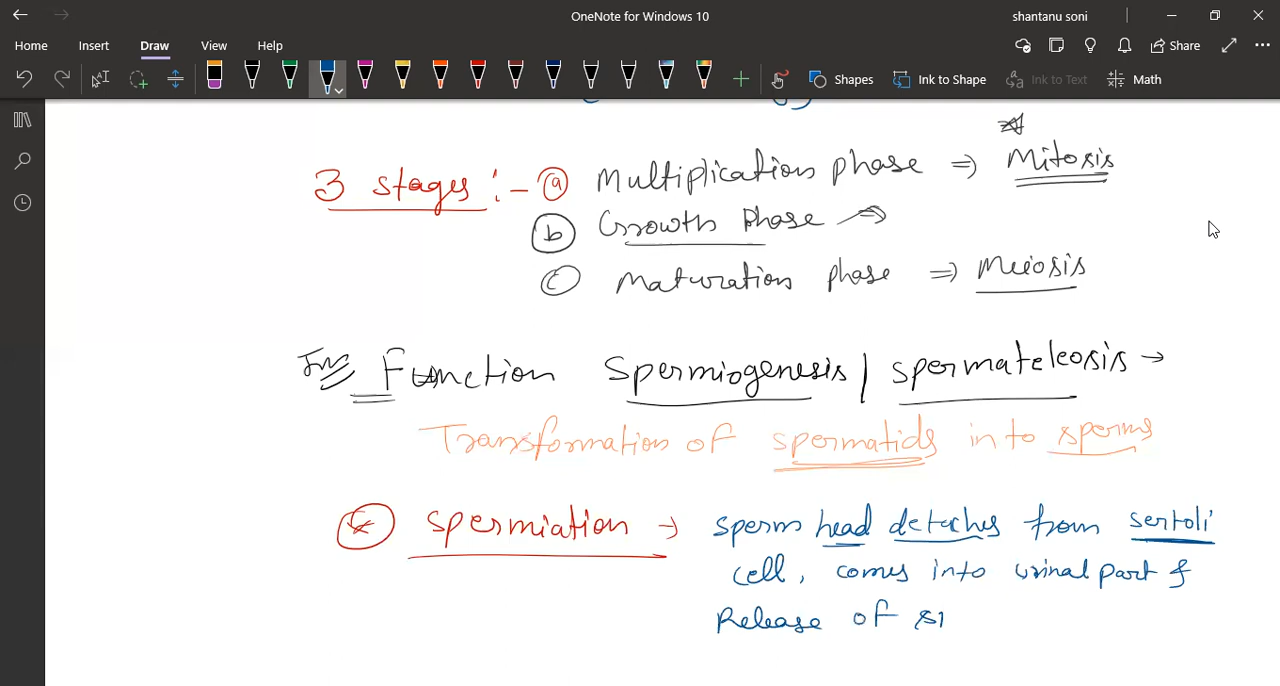 OneNote for Windows 10
shantanu soni
Home Insert Draw View Help
Share
Shapes Ink to Shape Ink to Text Math
3 stages :- (a) Multiplication phase ⇒ Mitosis
(b) Growth phase ⇒
(c) Maturation phase ⇒ Meiosis
Function Spermiogenesis | spermateleosis →
Transformation of spermatids into sperms
spermiation → sperm head detaches from sertoli
cell, comes into urinal part &
Release of